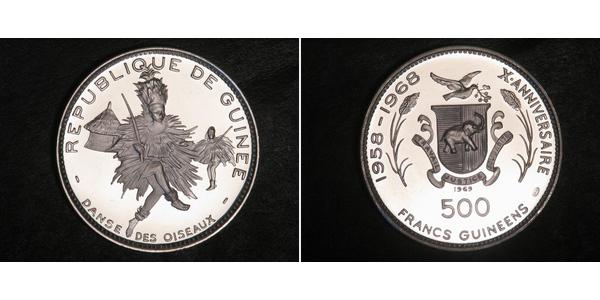 REPUBLIQUE DE GUINEE
- DANSE DES OISEAUX -
1958-1968
X• ANNIVERSAIRE
JUSTICE
1969
500
FRANCS GUINEENS